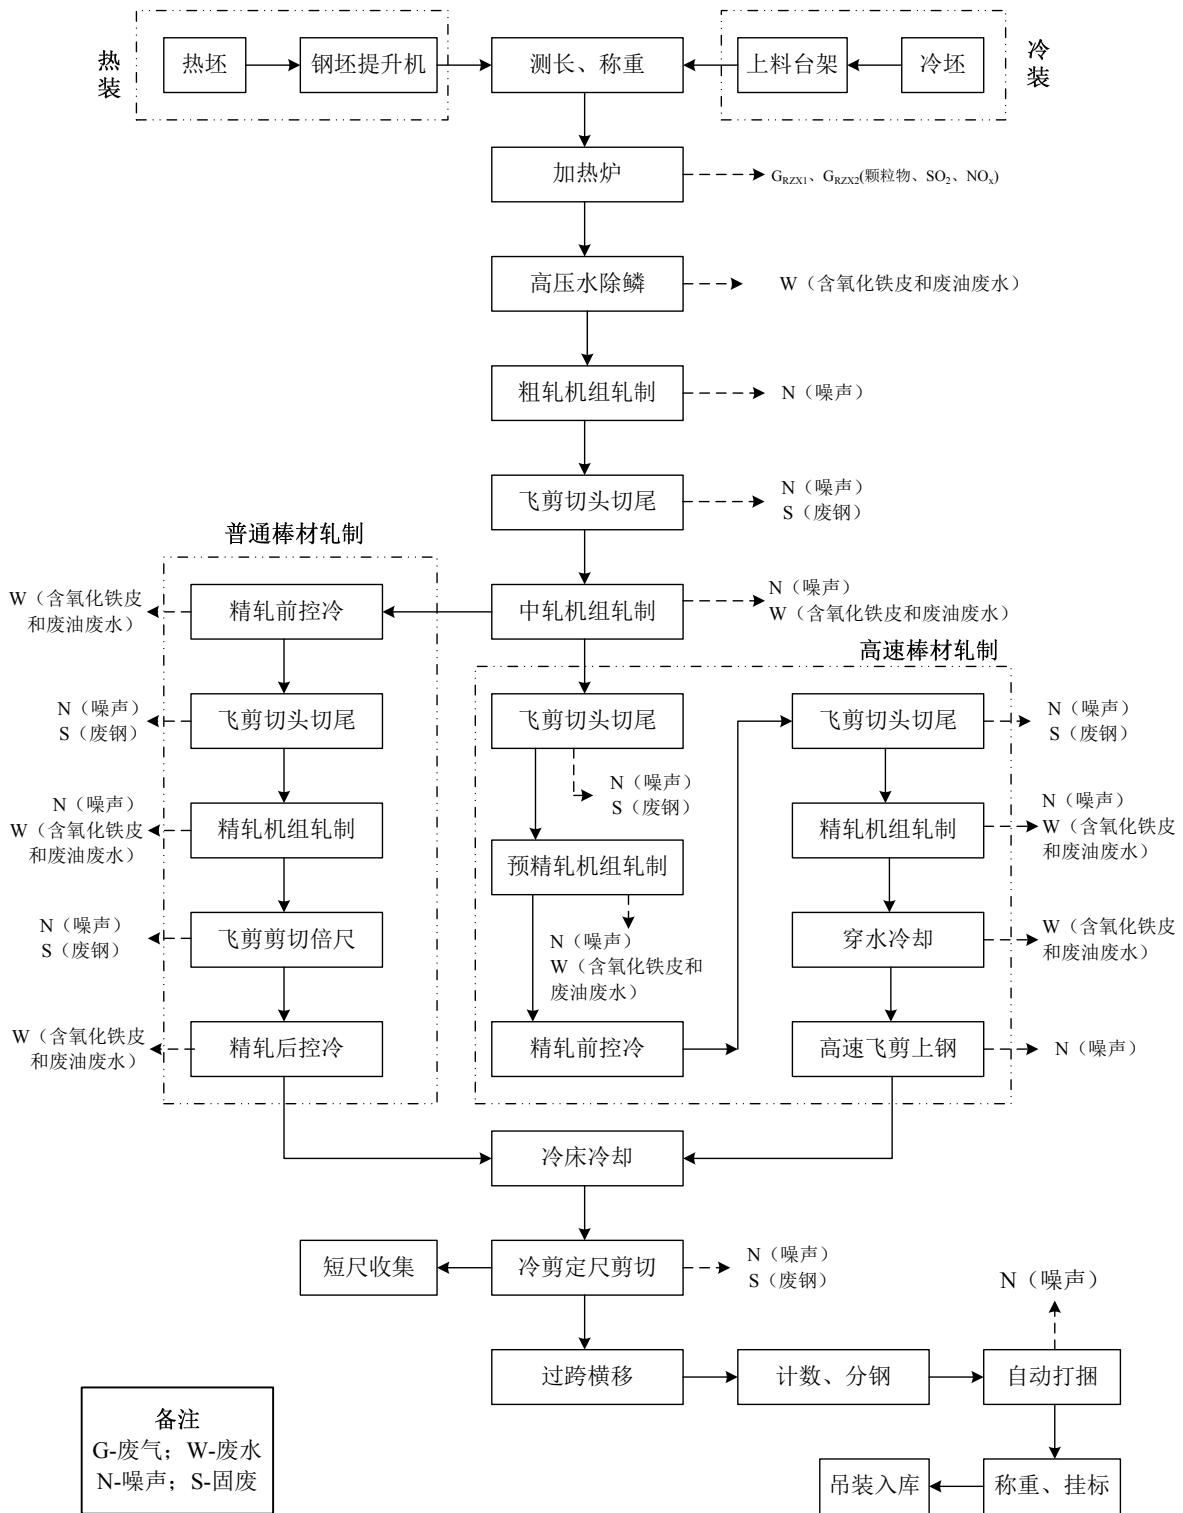 热装
热坯
钢坯提升机
测长、称重
上料台架
冷坯
冷装
加热炉
G_RZX1、G_RZX2(颗粒物、SO₂、NOₓ)
高压水除鳞
W（含氧化铁皮和废油废水）
粗轧机组轧制
N（噪声）
飞剪切头切尾
N（噪声）
S（废钢）
普通棒材轧制
W（含氧化铁皮
和废油废水）
精轧前控冷
中轧机组轧制
N（噪声）
W（含氧化铁皮和废油废水）
高速棒材轧制
N（噪声）
S（废钢）
飞剪切头切尾
飞剪切头切尾
N（噪声）
S（废钢）
飞剪切头切尾
N（噪声）
S（废钢）
N（噪声）
W（含氧化铁皮
和废油废水）
精轧机组轧制
预精轧机组轧制
N（噪声）
W（含氧化铁皮和
废油废水）
精轧机组轧制
N（噪声）
W（含氧化铁皮
和废油废水）
N（噪声）
S（废钢）
飞剪剪切倍尺
穿水冷却
W（含氧化铁皮
和废油废水）
W（含氧化铁皮
和废油废水）
精轧后控冷
精轧前控冷
高速飞剪上钢
N（噪声）
冷床冷却
短尺收集
冷剪定尺剪切
N（噪声）
S（废钢）
N（噪声）
过跨横移
计数、分钢
自动打捆
备注
G-废气；W-废水
N-噪声；S-固废
吊装入库
称重、挂标